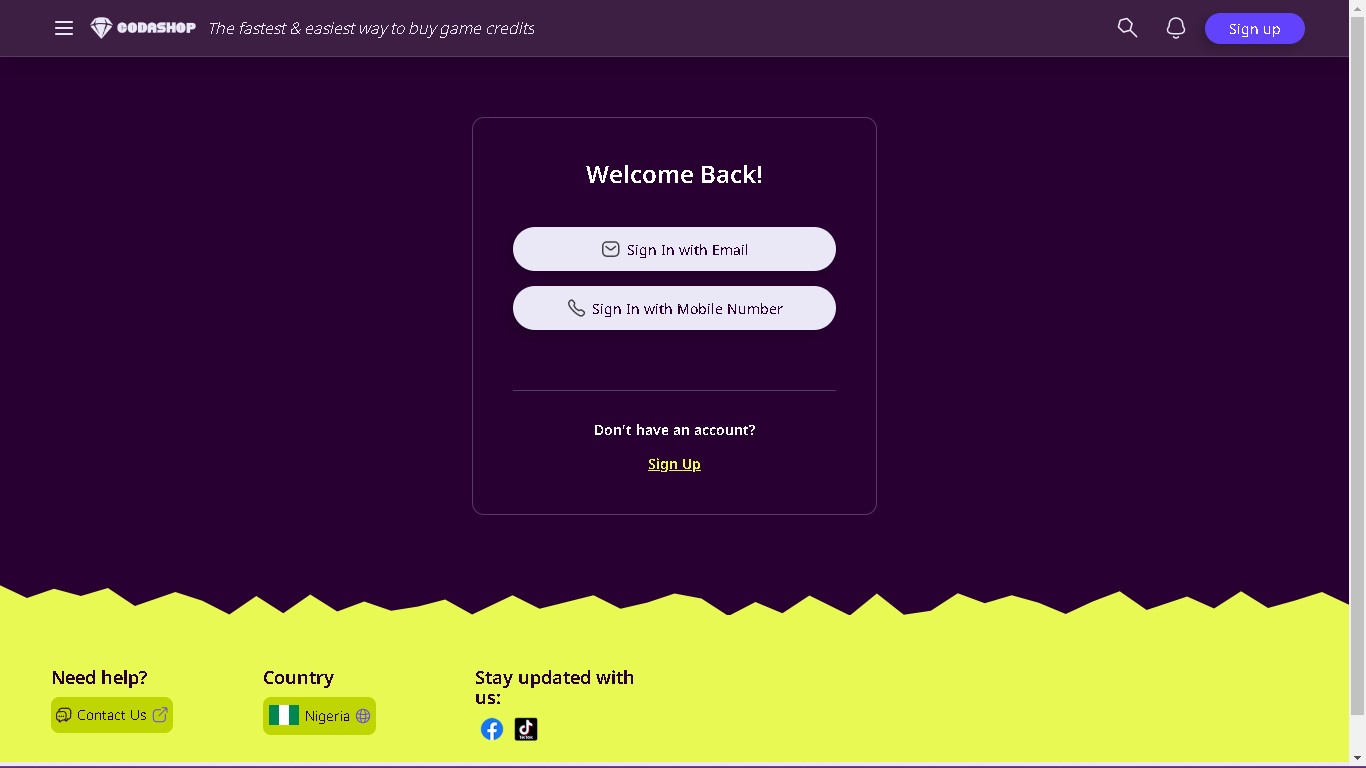 CODASHOP
The fastest & easiest way to buy game credits
Sign up
Welcome Back!
Sign In with Email
Sign In with Mobile Number
Don't have an account?
Sign Up
Need help?
Contact Us
Country
Nigeria
Stay updated with
us:
TikTok